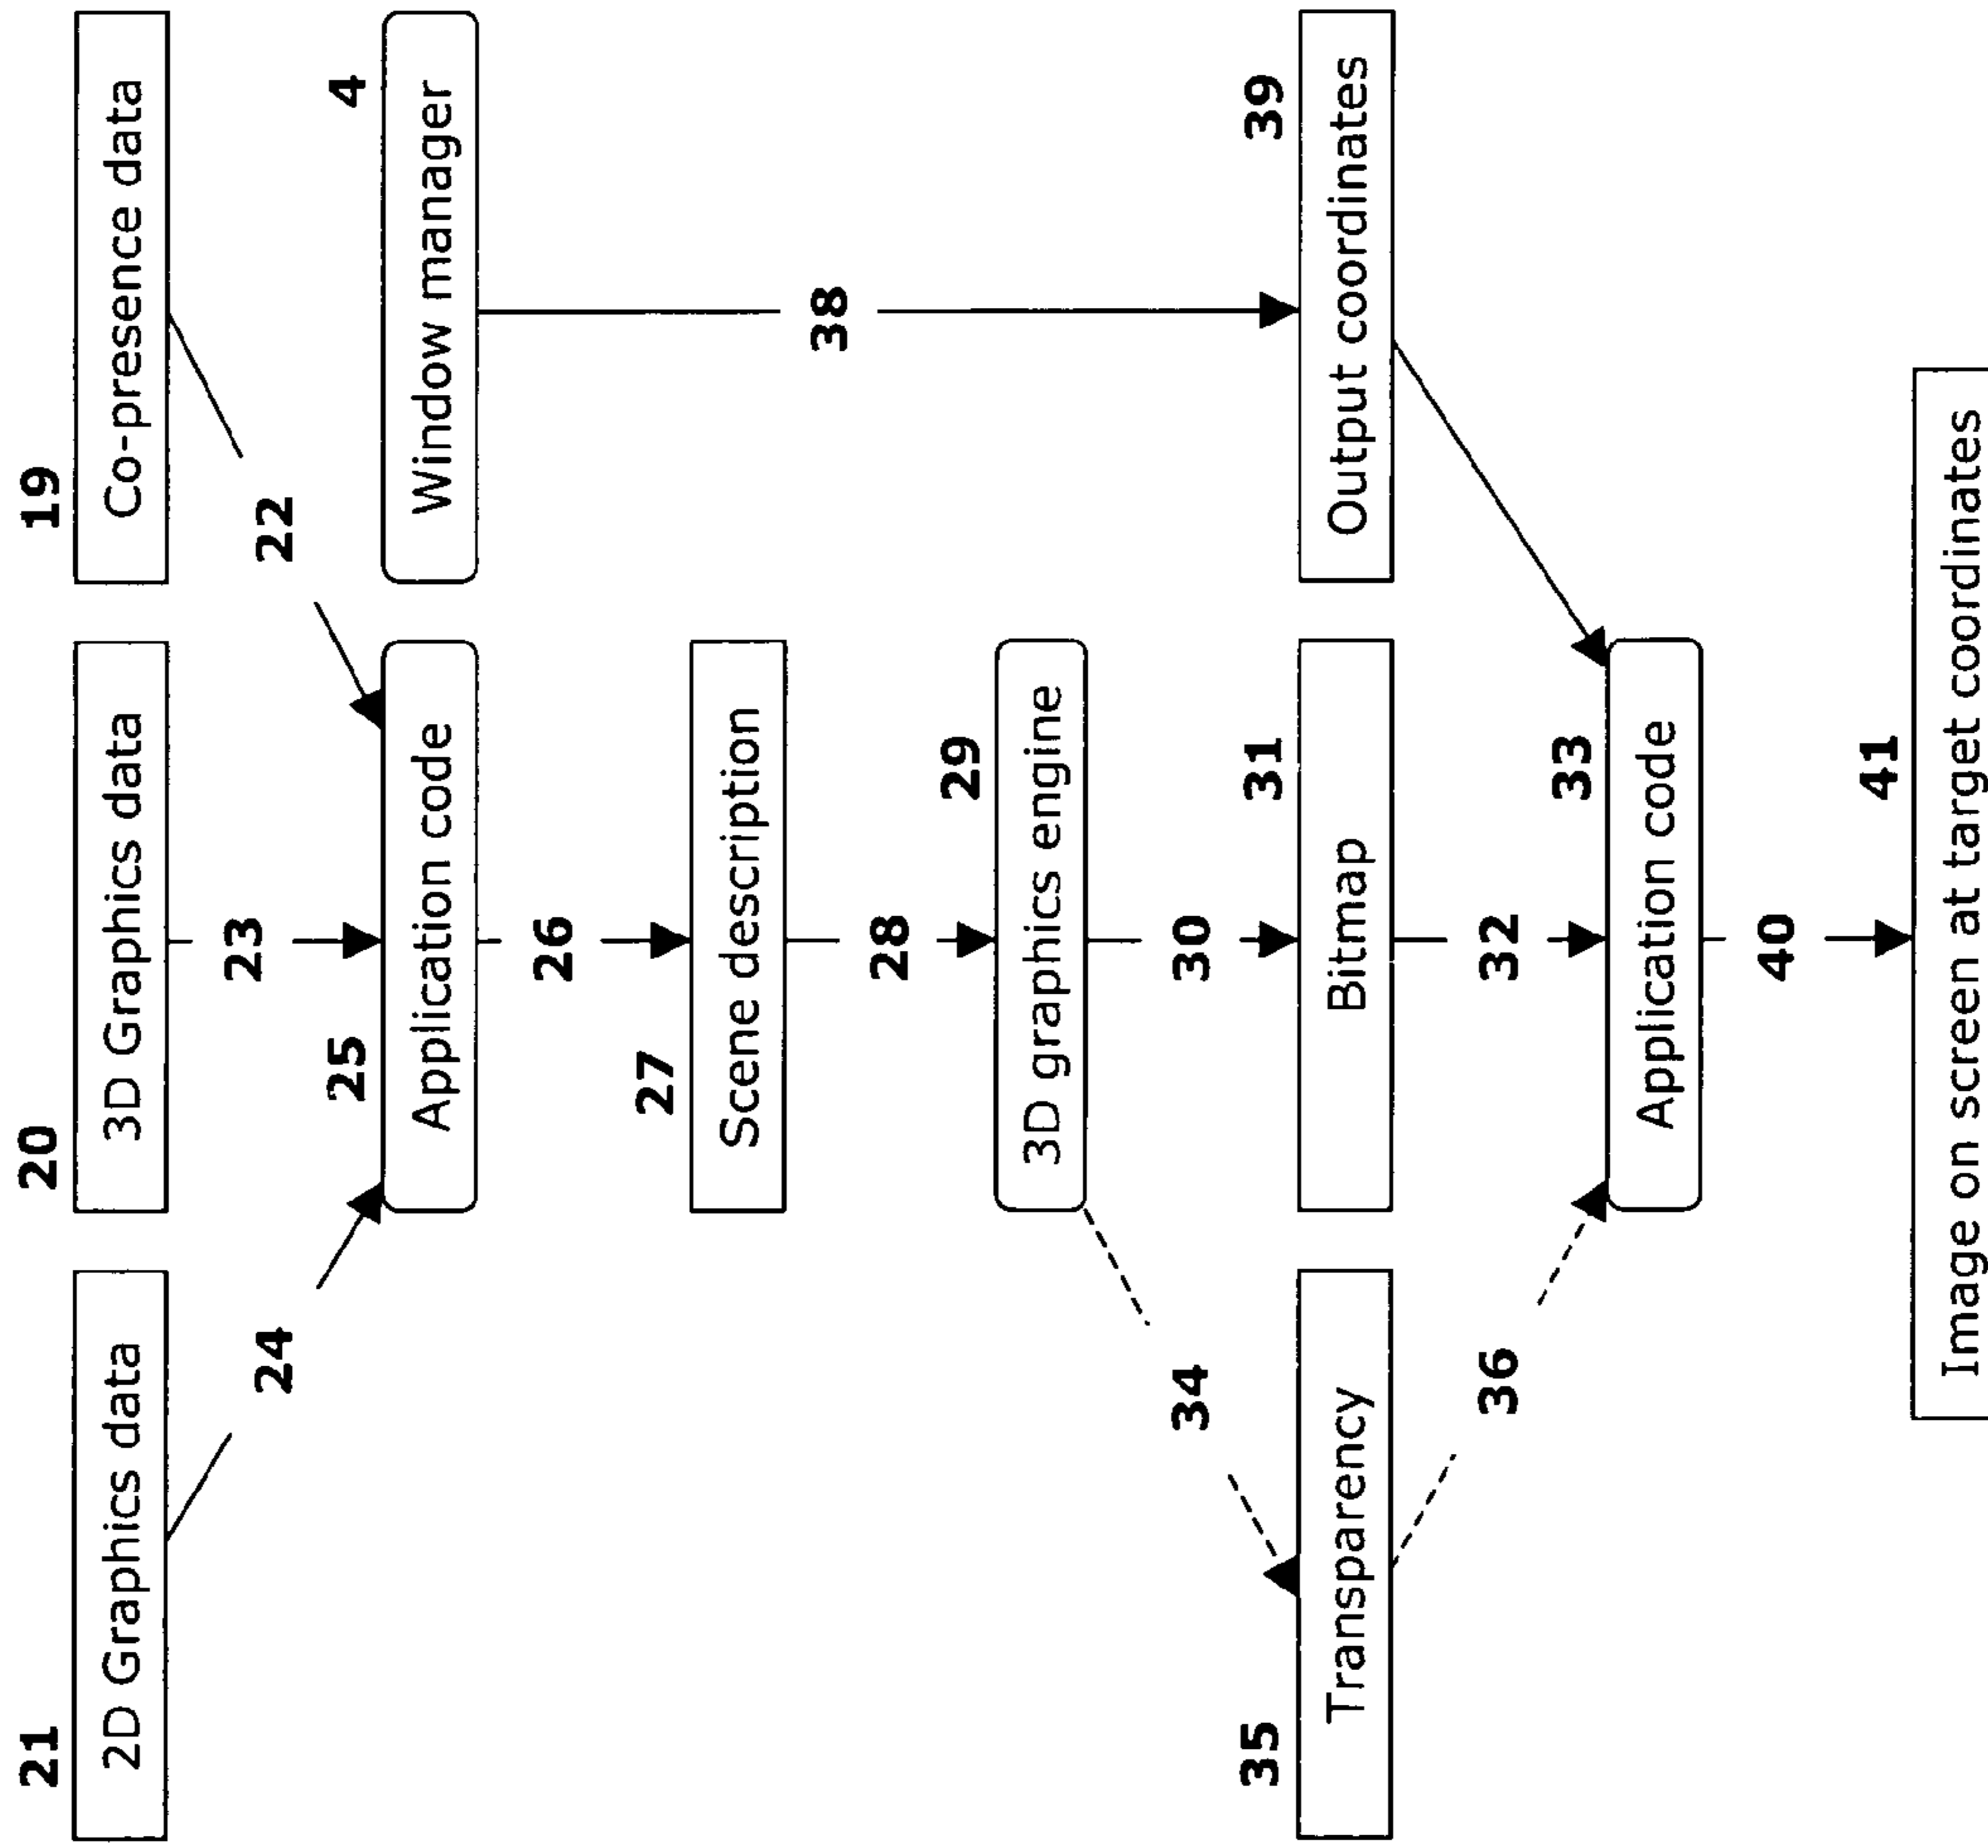 21
20
19
2D Graphics data
3D Graphics data
Co-presence data
24
23
22
25
4
Application code
Window manager
26
27
Scene description
38
28
29
3D graphics engine
34
30
35
31
39
Transparency
Bitmap
Output coordinates
36
32
33
Application code
40
41
Image on screen at target coordinates